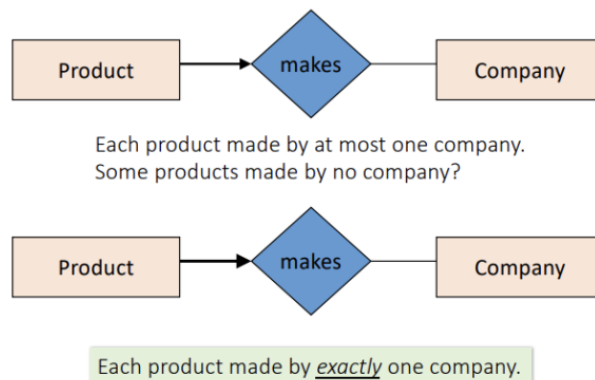 Product makes Company
Each product made by at most one company.
Some products made by no company?
Product makes Company
Each product made by exactly one company.